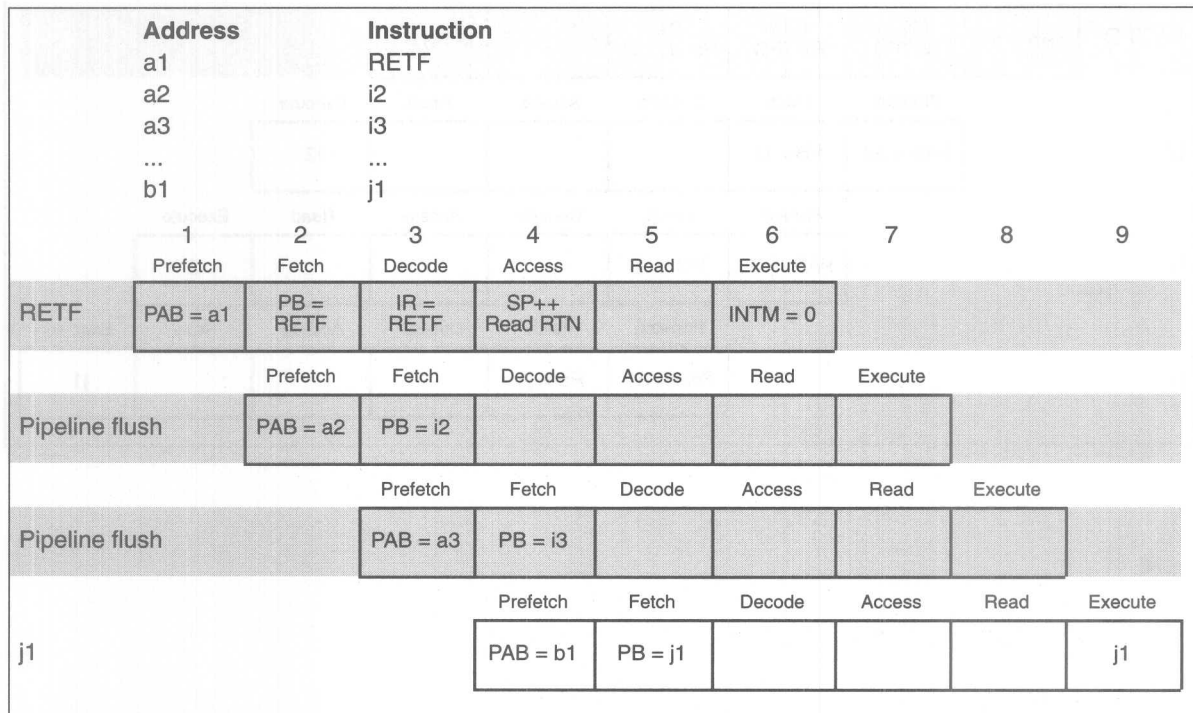 Address Instruction
a1 RETF
a2 i2
a3 i3
... ...
b1 j1
1 2 3 4 5 6 7 8 9
Prefetch Fetch Decode Access Read Execute
RETF PAB = a1 PB = RETF IR = RETF SP++ Read RTN INTM = 0
Prefetch Fetch Decode Access Read Execute
Pipeline flush PAB = a2 PB = i2
Prefetch Fetch Decode Access Read Execute
Pipeline flush PAB = a3 PB = i3
Prefetch Fetch Decode Access Read Execute
j1 PAB = b1 PB = j1 j1